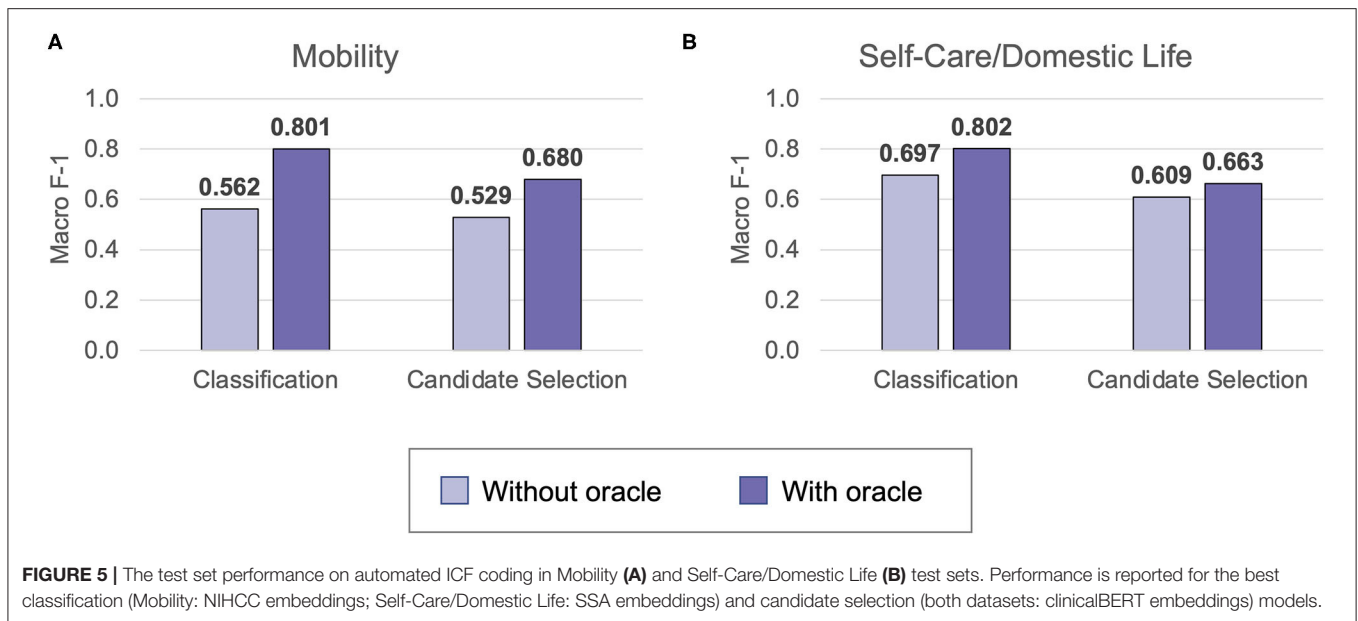 A
Mobility
Macro F-1
1.0
0.8
0.6
0.4
0.2
0.0
0.562
0.801
0.529
0.680
Classification
Candidate Selection
B
Self-Care/Domestic Life
Macro F-1
1.0
0.8
0.6
0.4
0.2
0.0
0.697
0.802
0.609
0.663
Classification
Candidate Selection
Without oracle
With oracle
FIGURE 5 | The test set performance on automated ICF coding in Mobility (A) and Self-Care/Domestic Life (B) test sets. Performance is reported for the best
classification (Mobility: NIHCC embeddings; Self-Care/Domestic Life: SSA embeddings) and candidate selection (both datasets: clinicalBERT embeddings) models.